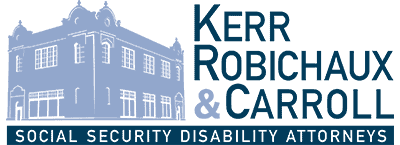 KERR
ROBICHAUX
&CARROLL
SOCIAL SECURITY DISABILITY ATTORNEYS